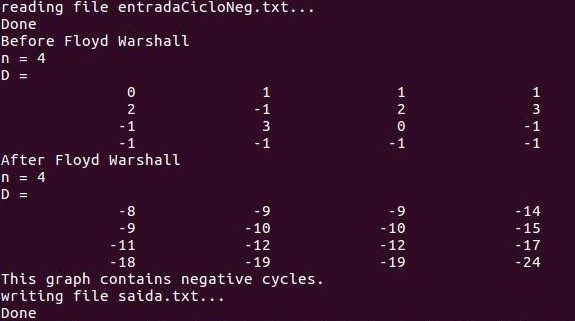 reading file entradaCicloNeg.txt...
Done
Before Floyd Warshall
n = 4
D =
0 1 1 1
2 -1 2 3
-1 3 0 -1
-1 -1 -1 -1
After Floyd Warshall
n = 4
D =
-8 -9 -9 -14
-9 -10 -10 -15
-11 -12 -12 -17
-18 -19 -19 -24
This graph contains negative cycles.
writing file saida.txt...
Done